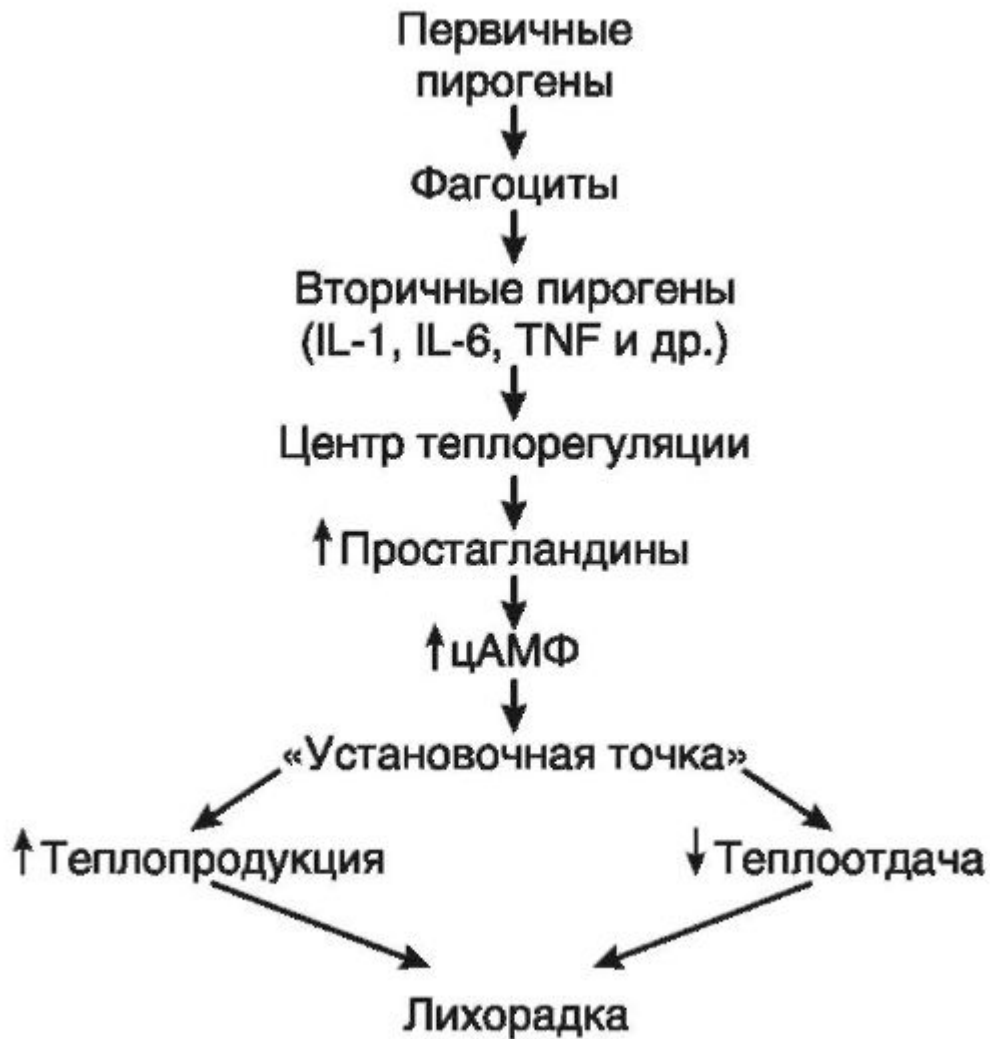 Первичные
пирогены
Фагоциты
Вторичные пирогены
(IL-1, IL-6, TNF и др.)
Центр теплорегуляции
↑Простагландины
↑цАМФ
«Установочная точка»
↑Теплопродукция
↓Теплоотдача
Лихорадка